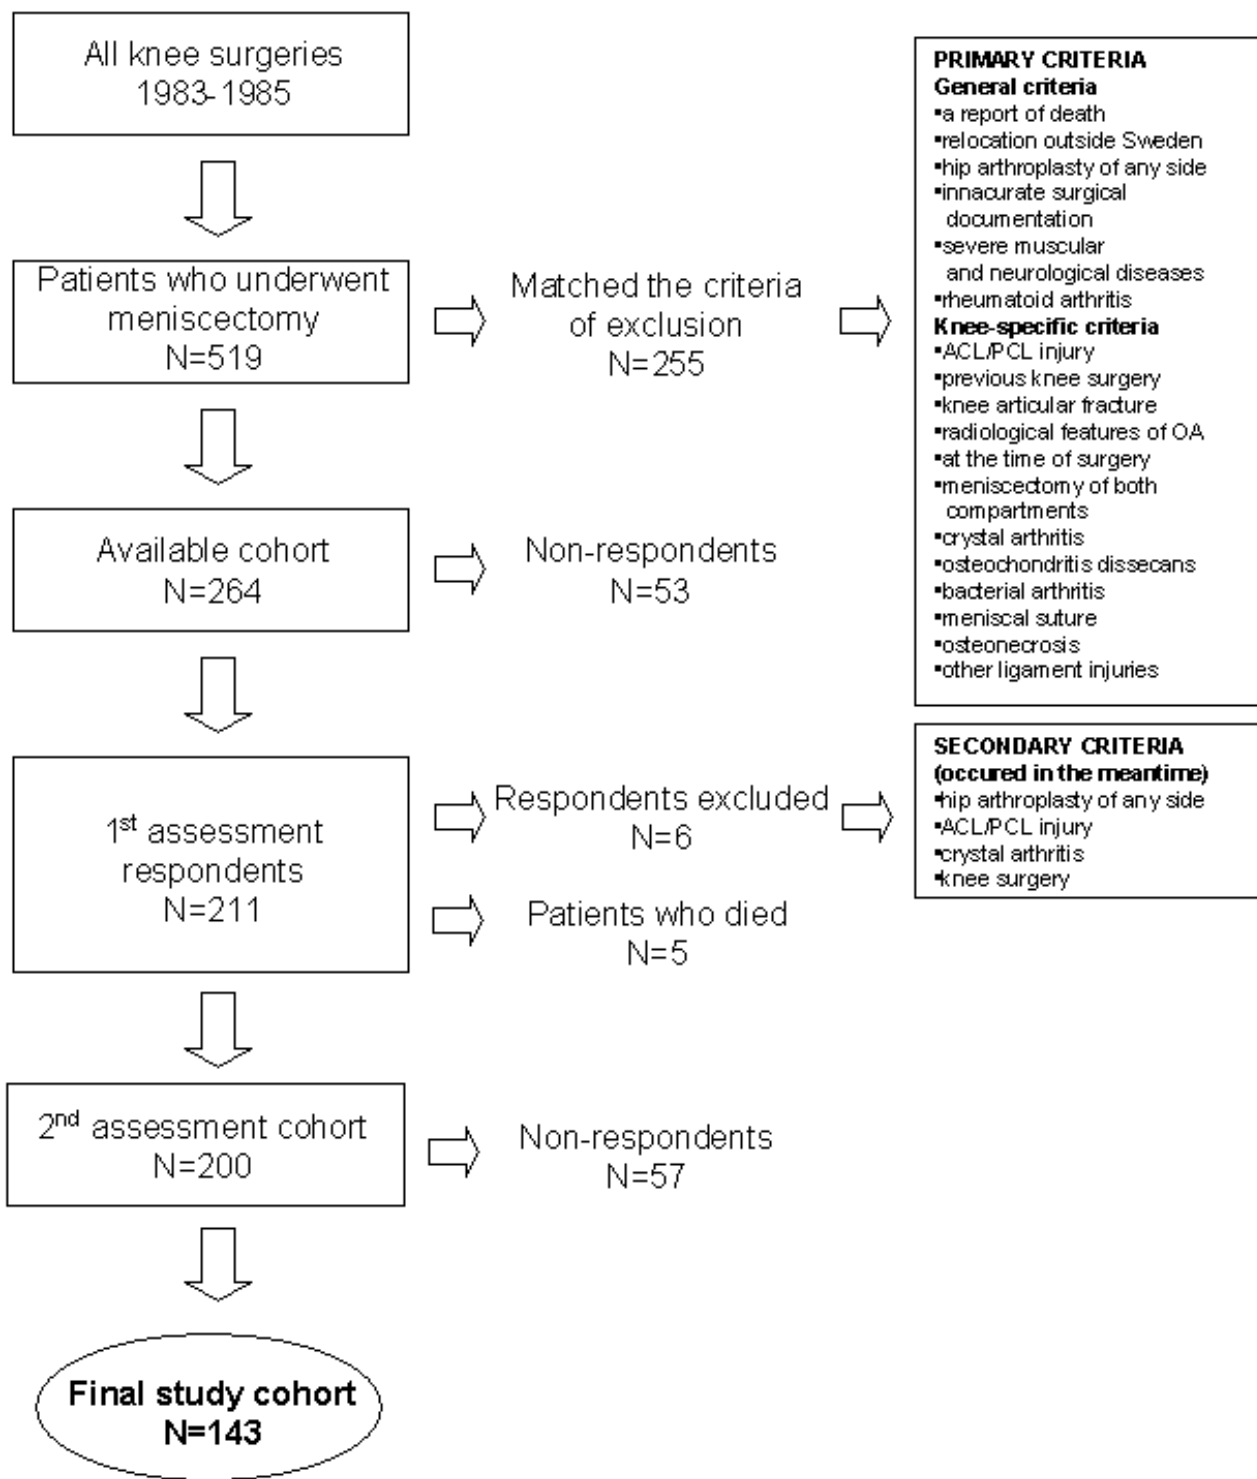 All knee surgeries
1983-1985
Patients who underwent
meniscectomy
N=519
Matched the criteria
of exclusion
N=255
PRIMARY CRITERIA
General criteria
▪a report of death
▪relocation outside Sweden
▪hip arthroplasty of any side
▪innacurate surgical
documentation
▪severe muscular
and neurological diseases
▪rheumatoid arthritis
Knee-specific criteria
▪ACL/PCL injury
▪previous knee surgery
▪knee articular fracture
▪radiological features of OA
▪at the time of surgery
▪meniscectomy of both
compartments
▪crystal arthritis
▪osteochondritis dissecans
▪bacterial arthritis
▪meniscal suture
▪osteonecrosis
▪other ligament injuries
Available cohort
N=264
Non-respondents
N=53
1st assessment
respondents
N=211
Respondents excluded
N=6
SECONDARY CRITERIA
(occured in the meantime)
▪hip arthroplasty of any side
▪ACL/PCL injury
▪crystal arthritis
▪knee surgery
Patients who died
N=5
2nd assessment cohort
N=200
Non-respondents
N=57
Final study cohort
N=143